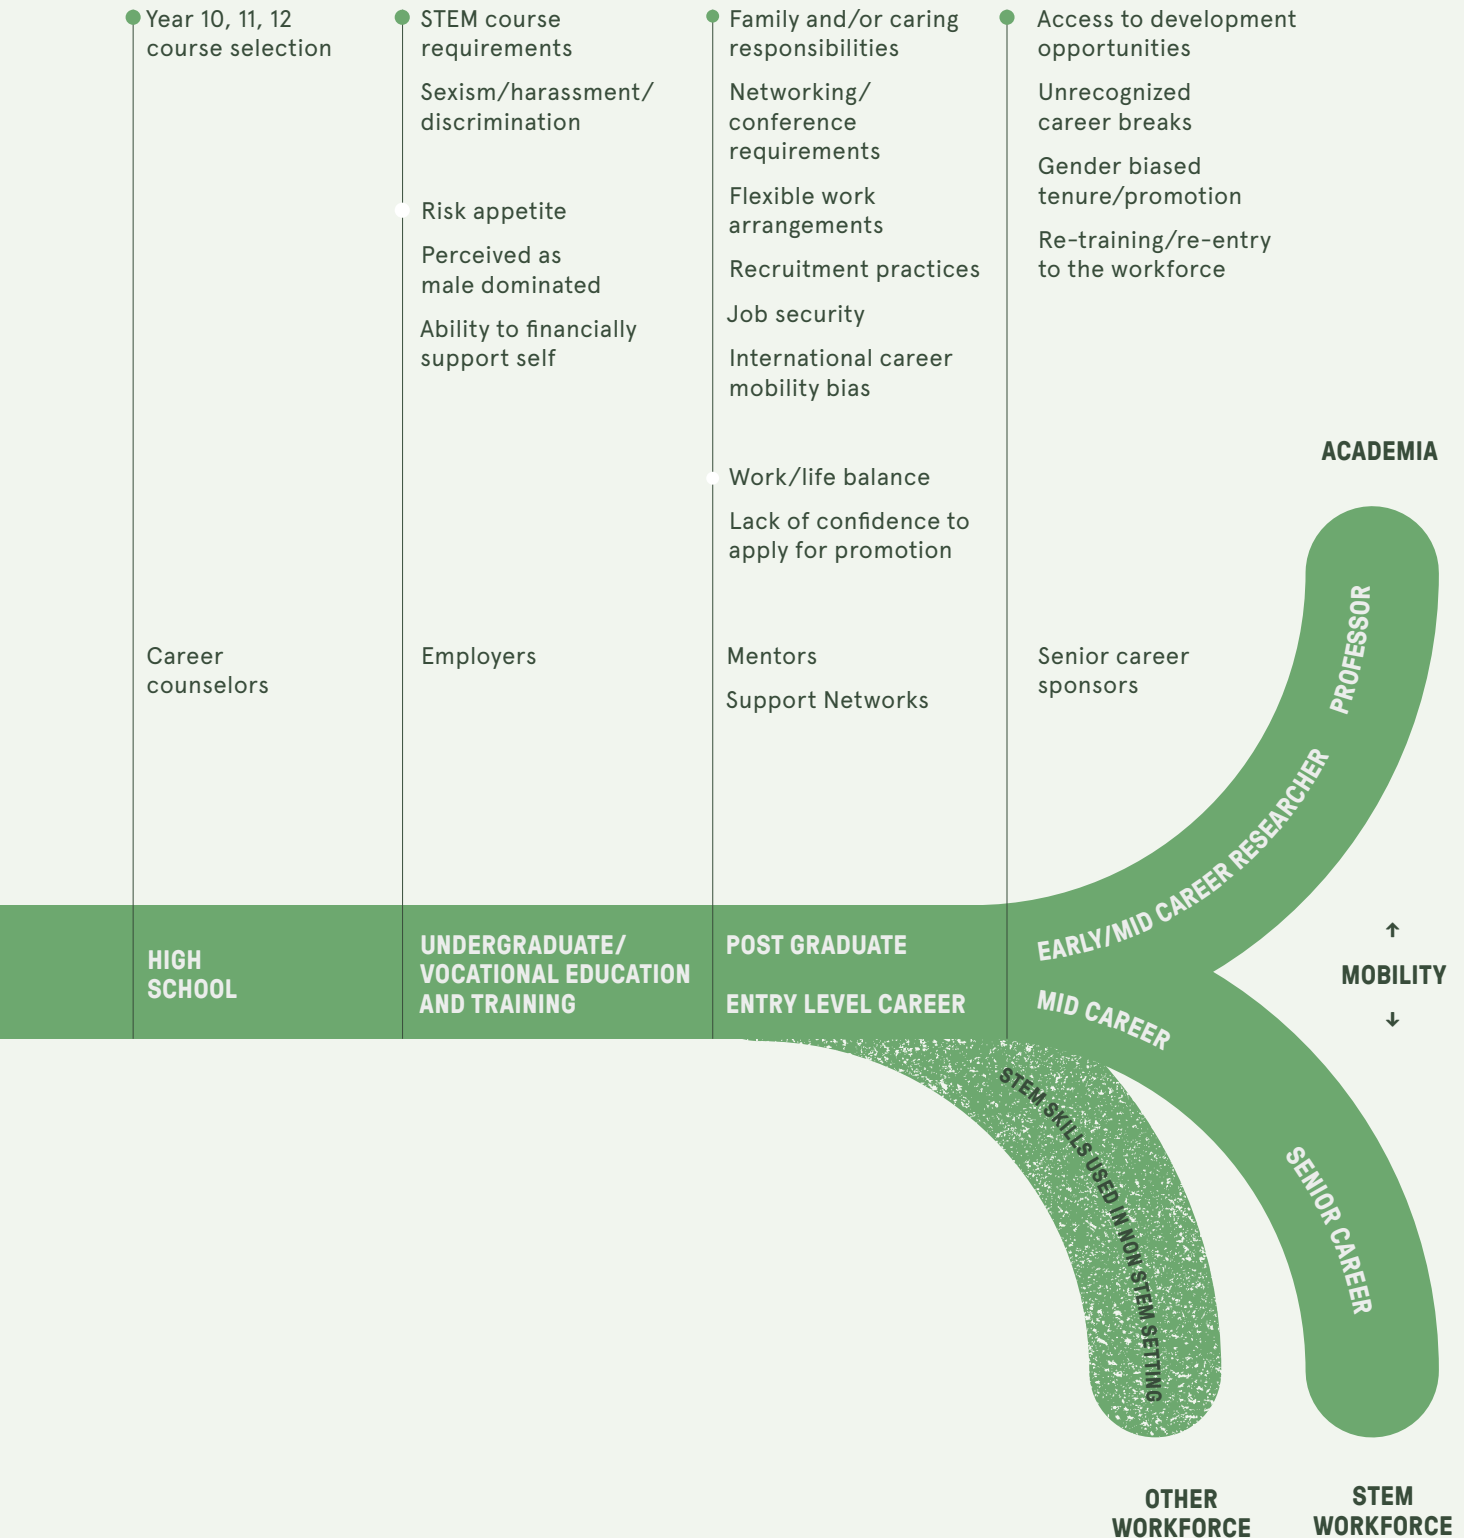 Year 10, 11, 12
course selection
STEM course
requirements
Sexism/harassment/
discrimination
Risk appetite
Perceived as
male dominated
Ability to financially
support self
Family and/or caring
responsibilities
Networking/
conference
requirements
Flexible work
arrangements
Recruitment practices
Job security
International career
mobility bias
Work/life balance
Lack of confidence to
apply for promotion
Access to development
opportunities
Unrecognized
career breaks
Gender biased
tenure/promotion
Re-training/re-entry
to the workforce
Career
counselors
Employers
Mentors
Support Networks
Senior career
sponsors
ACADEMIA
PROFESSOR
EARLY/MID CAREER RESEARCHER
HIGH
SCHOOL
UNDERGRADUATE/
VOCATIONAL EDUCATION
AND TRAINING
POST GRADUATE
ENTRY LEVEL CAREER
MID CAREER
MOBILITY
STEM SKILLS USED IN NON STEM SETTING
SENIOR CAREER
OTHER
WORKFORCE
STEM
WORKFORCE